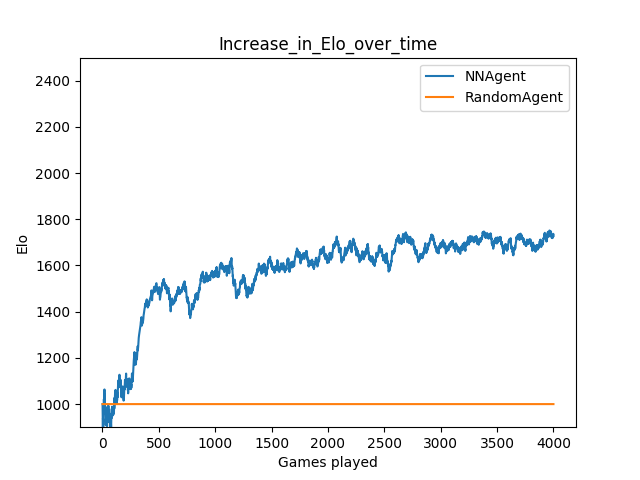 Increase_in_Elo_over_time
NNAgent
RandomAgent
2400
2200
2000
1800
1600
1400
1200
1000
Elo
0 500 1000 1500 2000 2500 3000 3500 4000
Games played